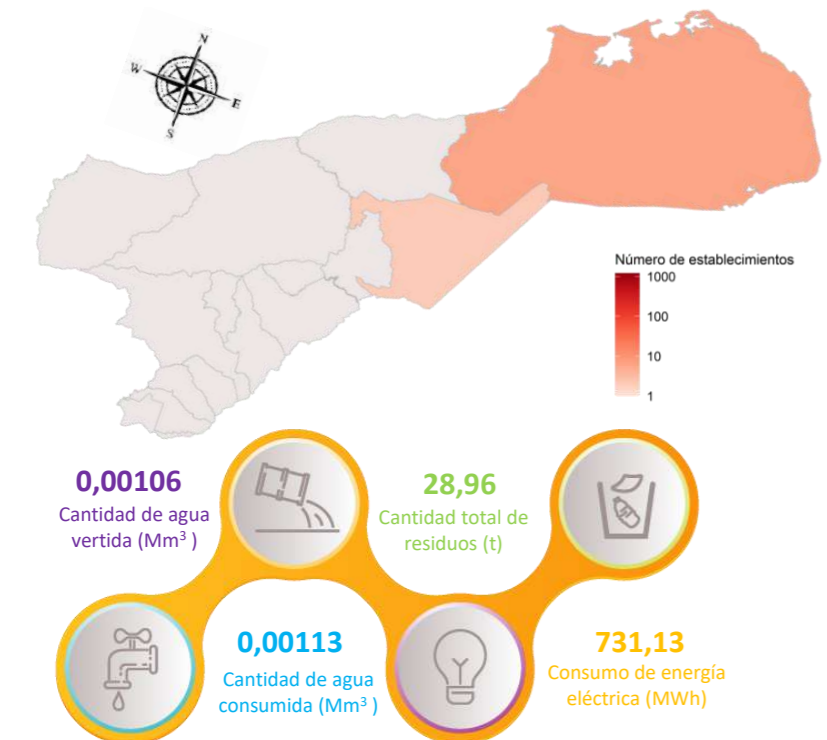 N
W
E
S
Número de establecimientos
1000
100
10
1
0,00106
Cantidad de agua
vertida (Mm³ )
28,96
Cantidad total de
residuos (t)
0,00113
Cantidad de agua
consumida (Mm³ )
731,13
Consumo de energía
eléctrica (MWh)